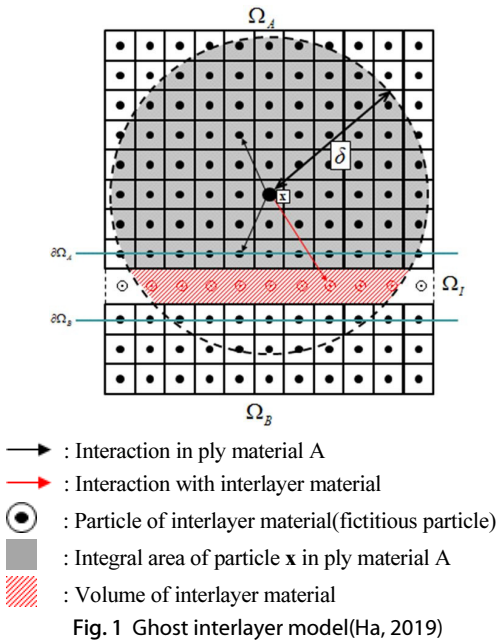 Ω_A
δ
x
∂Ω_A
Ω_I
∂Ω_B
Ω_B
: Interaction in ply material A
: Interaction with interlayer material
: Particle of interlayer material(fictitious particle)
: Integral area of particle x in ply material A
: Volume of interlayer material
Fig. 1 Ghost interlayer model(Ha, 2019)